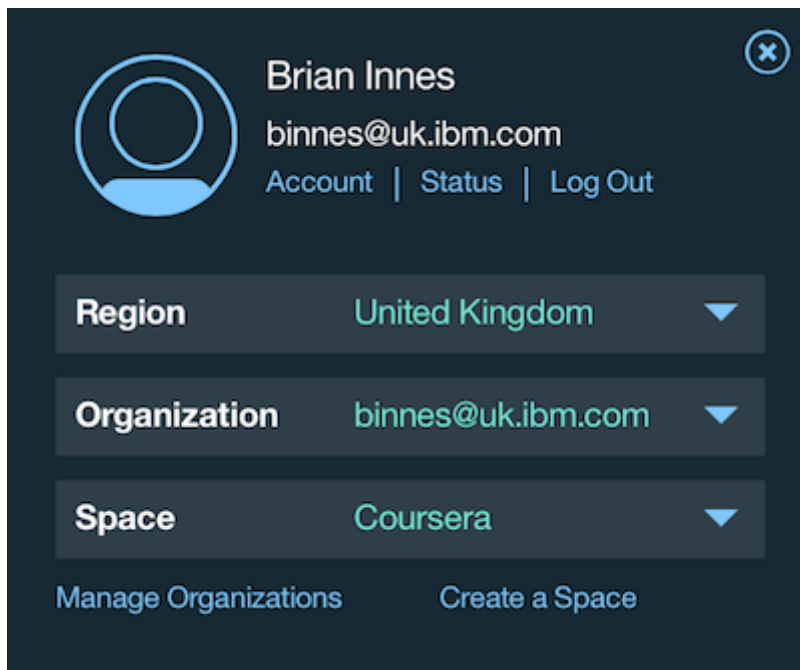 Brian Innes
binnes@uk.ibm.com
Account | Status | Log Out
Region United Kingdom
Organization binnes@uk.ibm.com
Space Coursera
Manage Organizations Create a Space